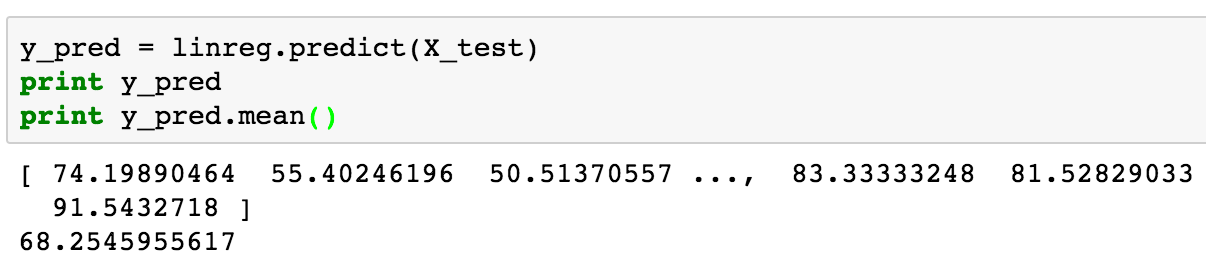 y_pred = linreg.predict(X_test)
print y_pred
print y_pred.mean()
[ 74.19890464  55.40246196  50.51370557 ...,  83.33333248  81.52829033
  91.5432718 ]
68.2545955617